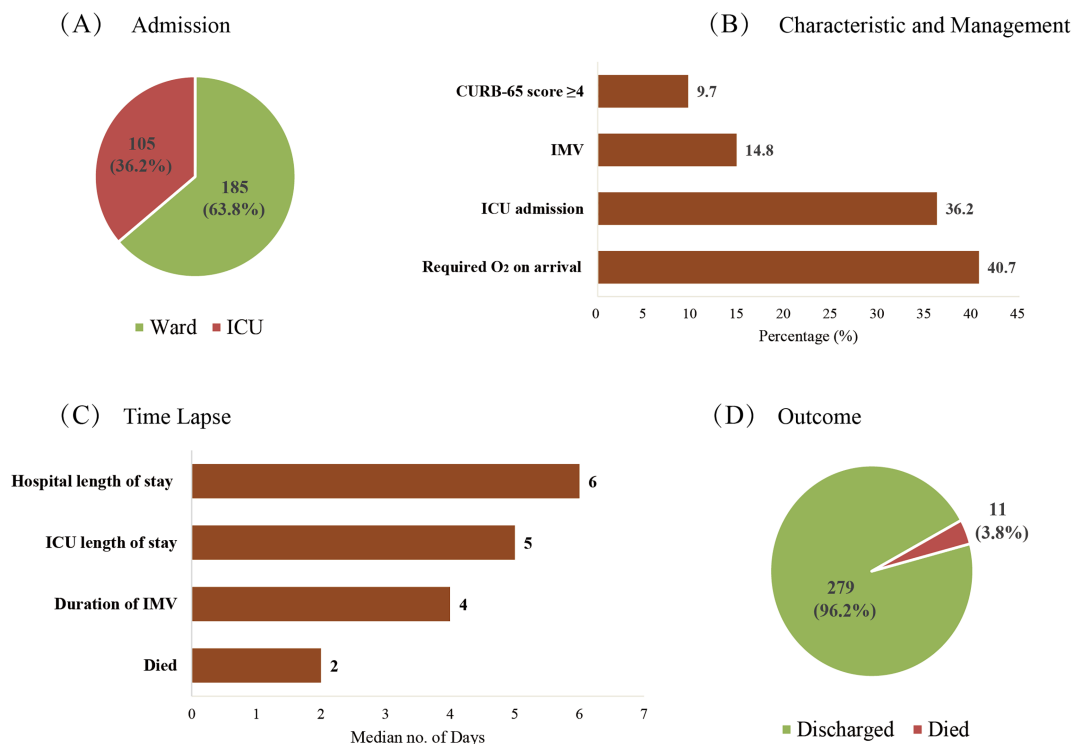 （A） Admission
105
(36.2%)
185
(63.8%)
Ward ICU
（B） Characteristic and Management
CURB-65 score ≥4 9.7
IMV 14.8
ICU admission 36.2
Required O₂ on arrival 40.7
0 5 10 15 20 25 30 35 40 45
Percentage (%)
（C） Time Lapse
Hospital length of stay 6
ICU length of stay 5
Duration of IMV 4
Died 2
0 1 2 3 4 5 6 7
Median no. of Days
（D） Outcome
11
(3.8%)
279
(96.2%)
Discharged Died